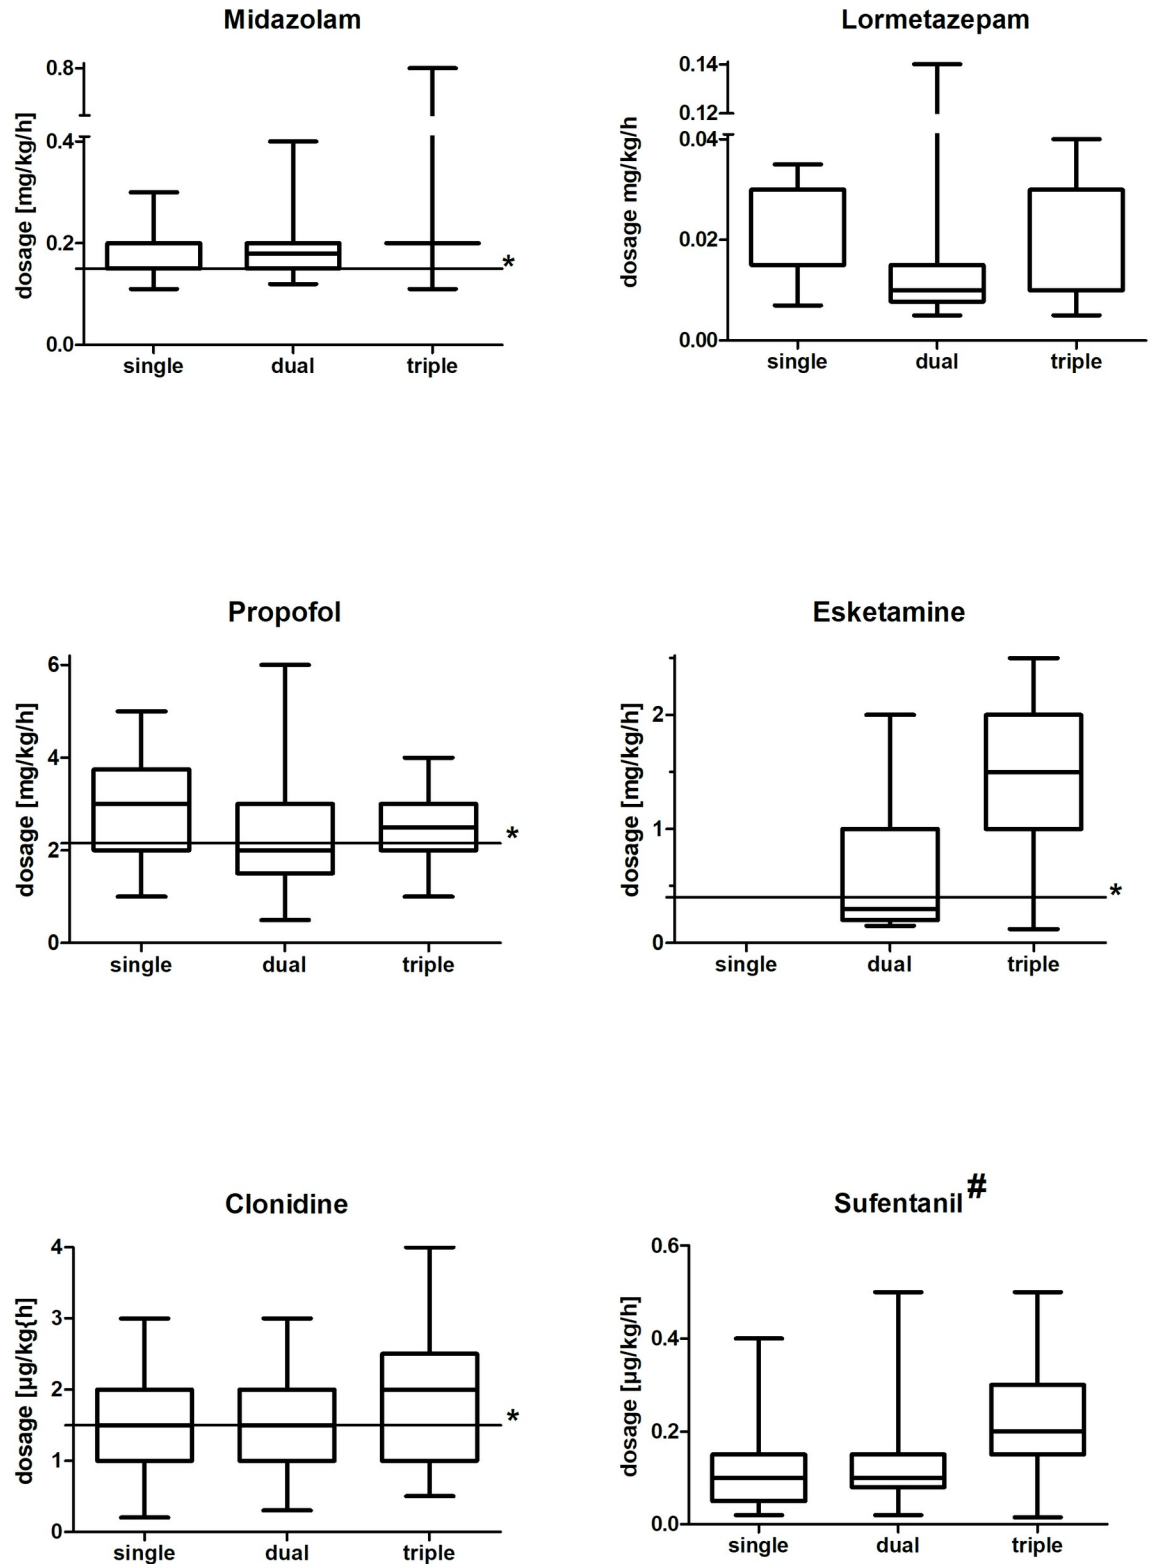 Midazolam
dosage [mg/kg/h]
0.8
0.4
0.2
0.0
*
single dual triple
Lormetazepam
dosage mg/kg/h
0.14
0.12
0.04
0.02
0.00
single dual triple
Propofol
dosage [mg/kg/h]
6
4
2
0
*
single dual triple
Esketamine
dosage [mg/kg/h]
2
1
0
*
single dual triple
Clonidine
dosage [µg/kg{h]
4
3
2
1
0
*
single dual triple
Sufentanil#
dosage [µg/kg/h]
0.6
0.4
0.2
0.0
single dual triple